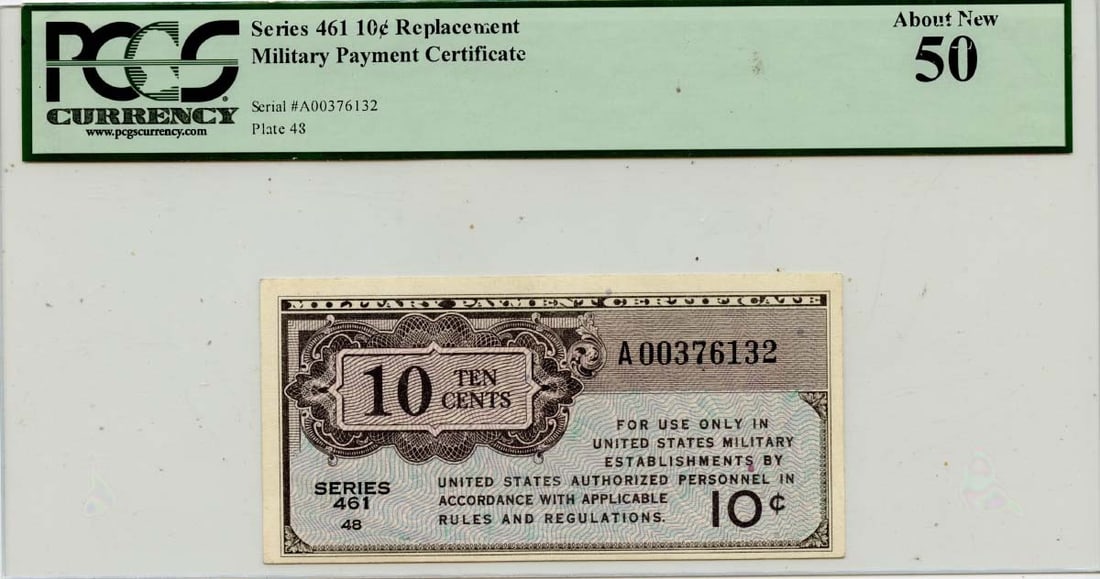 PCGS
CURRENCY
www.pcgscurrency.com
Series 461 10¢ Replacement
Military Payment Certificate
Serial #A00376132
Plate 48
About New
50
MILITARY PAYMENT CERTIFICATE
A00376132
10 TEN
CENTS
FOR USE ONLY IN
UNITED STATES MILITARY
ESTABLISHMENTS BY
UNITED STATES AUTHORIZED PERSONNEL IN
ACCORDANCE WITH APPLICABLE
RULES AND REGULATIONS.
SERIES
461
48
10¢